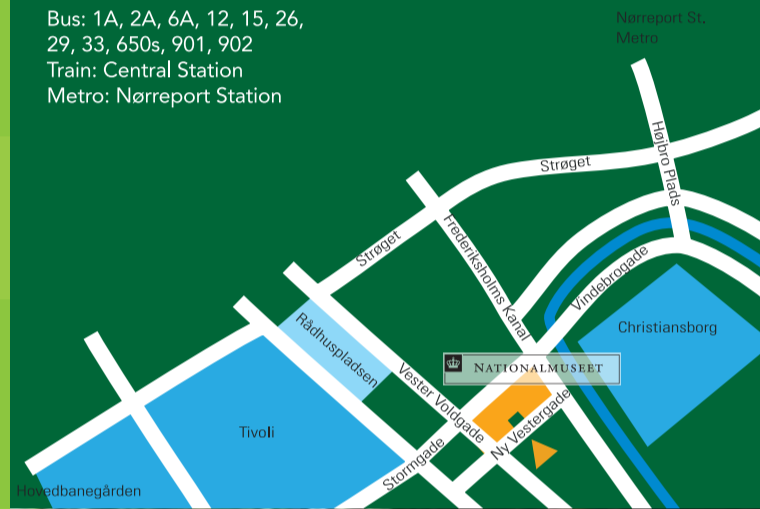 Bus: 1A, 2A, 6A, 12, 15, 26,
29, 33, 650s, 901, 902
Train: Central Station
Metro: Nørreport Station
Nørreport St.
Metro
Højbro Plads
Strøget
Strøget
Frederiksholms Kanal
Vindebrogade
Christiansborg
Rådhuspladsen
NATIONALMUSEET
Vester Voldgade
Ny Vestergade
Stormgade
Tivoli
Hovedbanegården